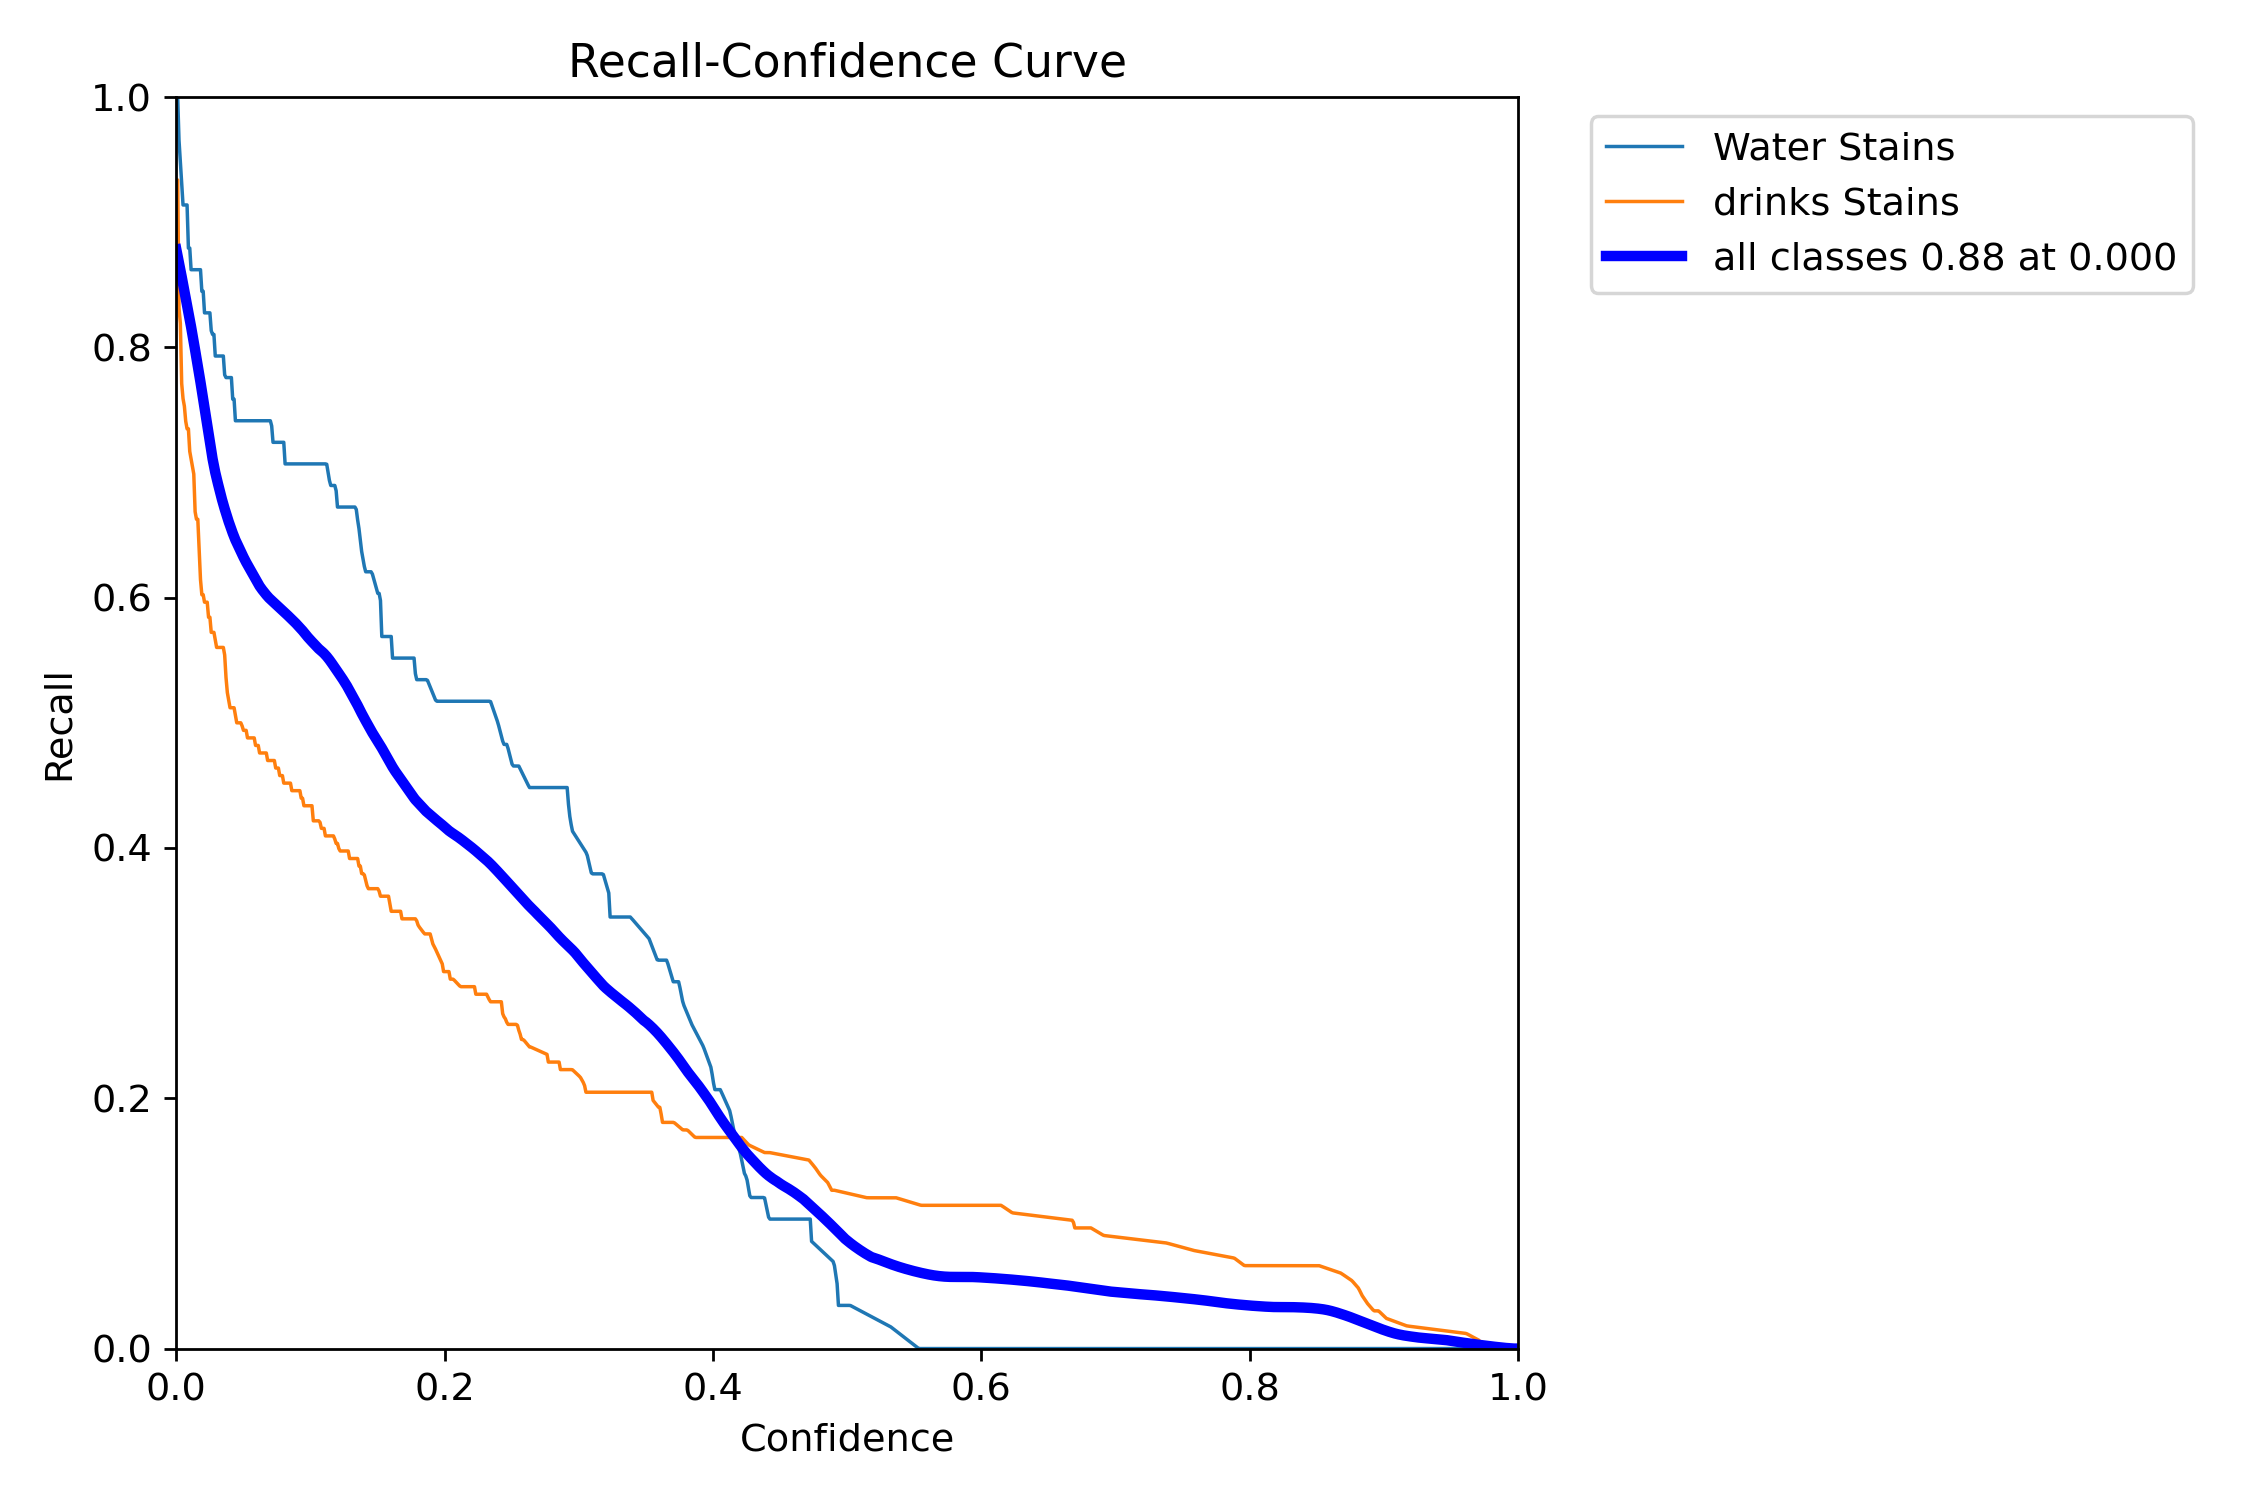 Recall-Confidence Curve
1.0
0.8
0.6
0.4
0.2
0.0
Recall
0.0 0.2 0.4 0.6 0.8 1.0
Confidence
Water Stains
drinks Stains
all classes 0.88 at 0.000